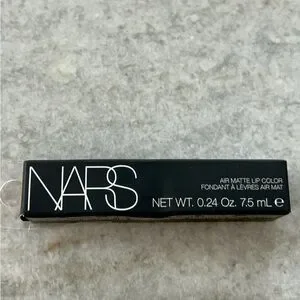 NARS
AIR MATTE LIP COLOR
FONDANT À LÈVRES AIR MAT
NET WT. 0.24 Oz. 7.5 mL ℮